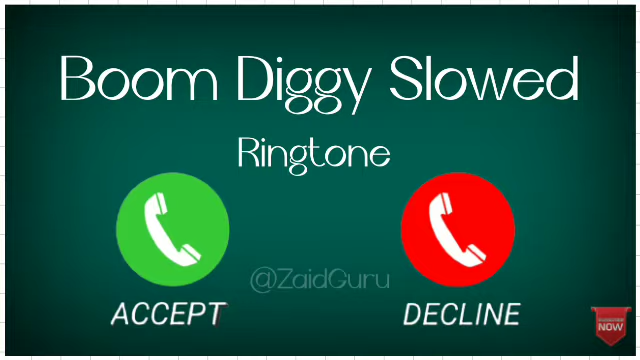 Boom Diggy Slowed
Ringtone
@ZaidGuru
ACCEPT
DECLINE
NOW